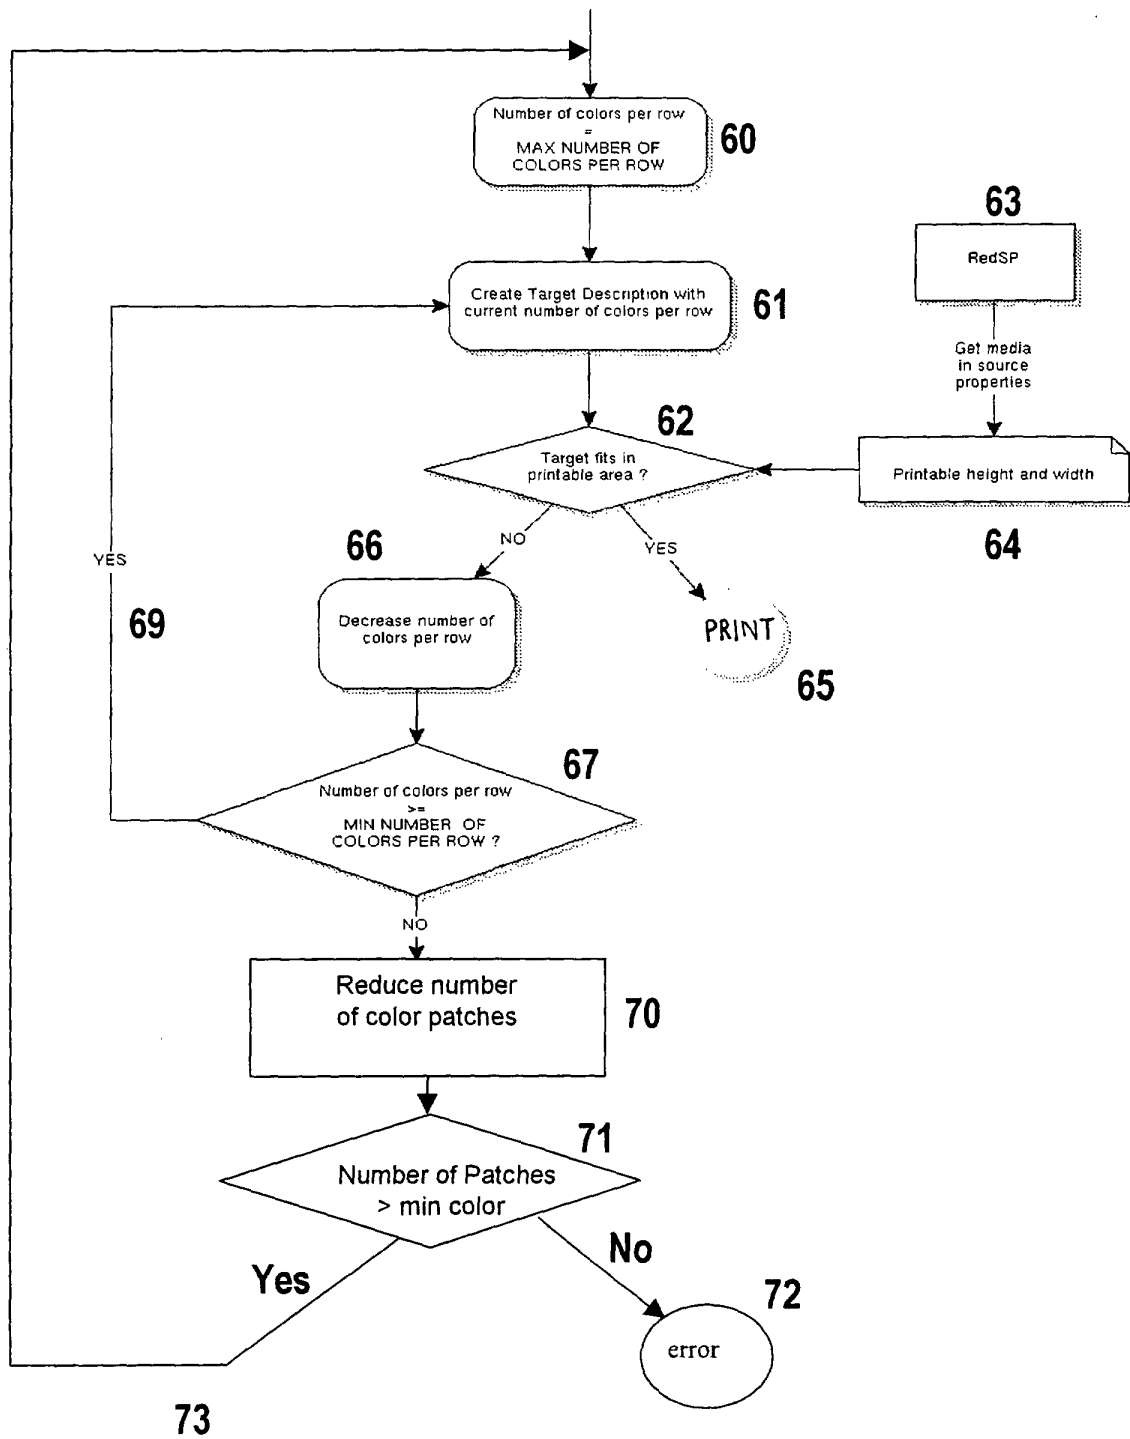 Number of colors per row
=
MAX NUMBER OF
COLORS PER ROW
60
63
RedSP
Create Target Description with
current number of colors per row
61
Get media
in source
properties
62
Target fits in
printable area ?
Printable height and width
64
NO
YES
66
YES
Decrease number of
colors per row
69
PRINT
65
67
Number of colors per row
>=
MIN NUMBER OF
COLORS PER ROW ?
NO
Reduce number
of color patches
70
71
Number of Patches
> min color
Yes
No
72
error
73